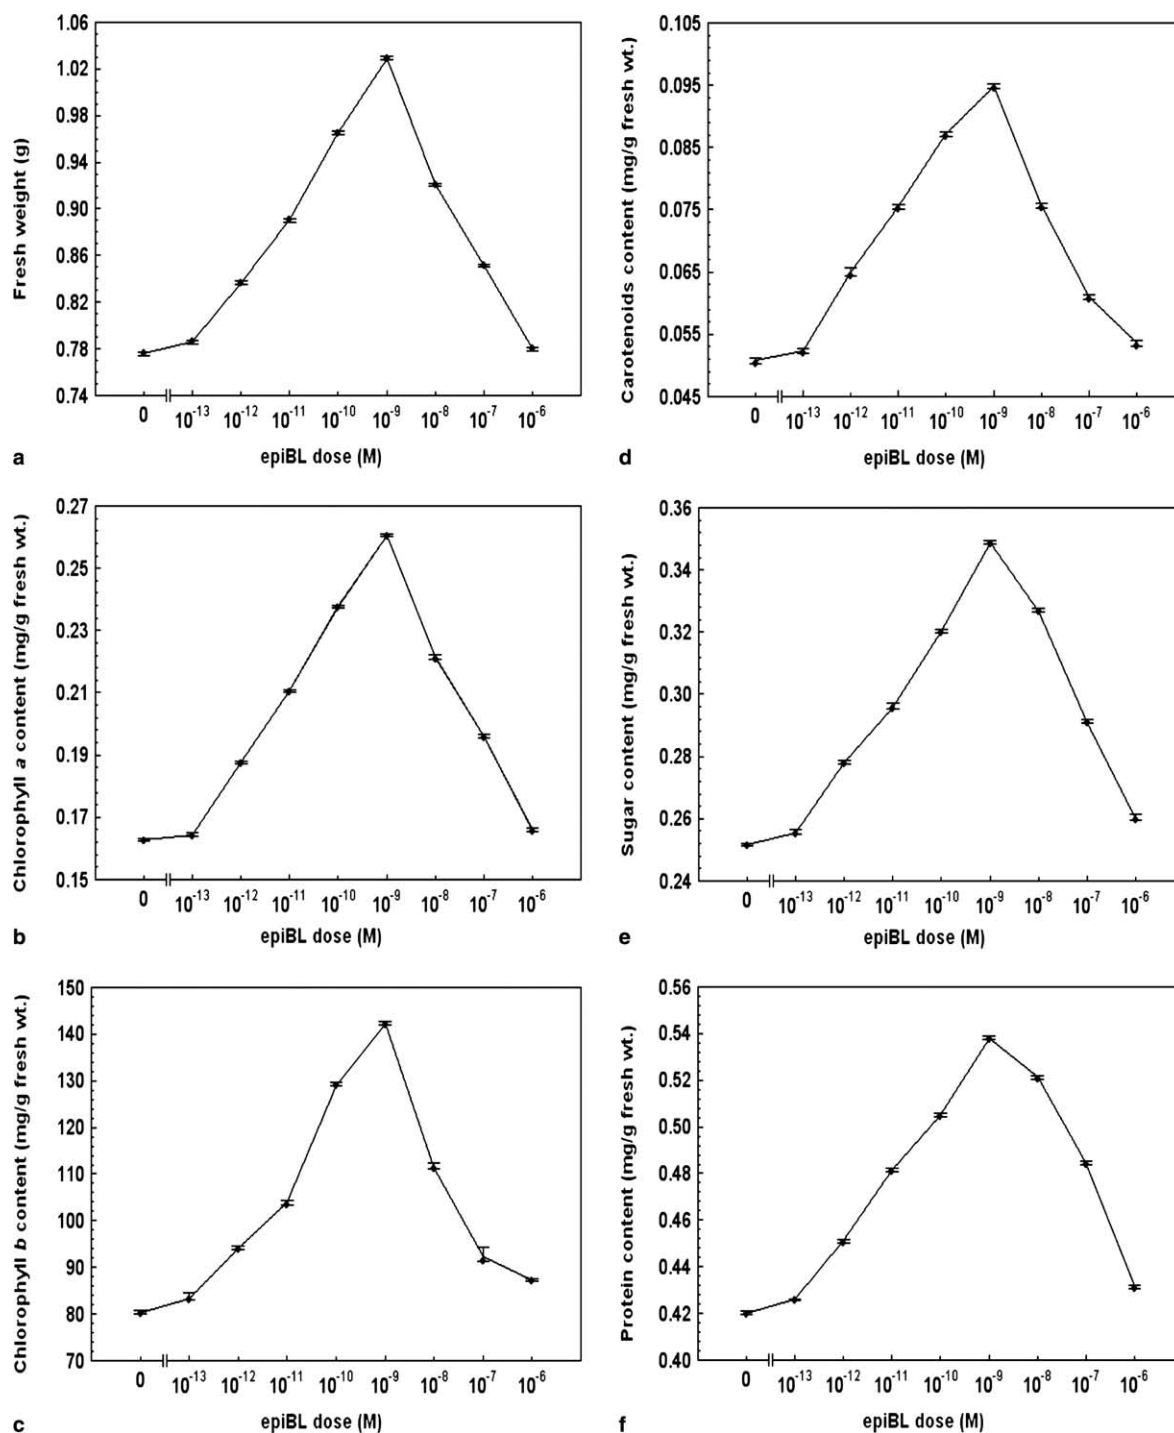 1.06
1.02
0.98
0.94
0.90
0.86
0.82
0.78
0.74
Fresh weight (g)
0 10⁻¹³ 10⁻¹² 10⁻¹¹ 10⁻¹⁰ 10⁻⁹ 10⁻⁸ 10⁻⁷ 10⁻⁶
epiBL dose (M)
a
0.105
0.095
0.085
0.075
0.065
0.055
0.045
Carotenoids content (mg/g fresh wt.)
0 10⁻¹³ 10⁻¹² 10⁻¹¹ 10⁻¹⁰ 10⁻⁹ 10⁻⁸ 10⁻⁷ 10⁻⁶
epiBL dose (M)
d
0.27
0.26
0.23
0.21
0.19
0.17
0.15
Chlorophyll a content (mg/g fresh wt.)
0 10⁻¹³ 10⁻¹² 10⁻¹¹ 10⁻¹⁰ 10⁻⁹ 10⁻⁸ 10⁻⁷ 10⁻⁶
epiBL dose (M)
b
0.36
0.34
0.32
0.30
0.28
0.26
0.24
Sugar content (mg/g fresh wt.)
0 10⁻¹³ 10⁻¹² 10⁻¹¹ 10⁻¹⁰ 10⁻⁹ 10⁻⁸ 10⁻⁷ 10⁻⁶
epiBL dose (M)
e
150
140
130
120
110
100
90
80
70
Chlorophyll b content (mg/g fresh wt.)
0 10⁻¹³ 10⁻¹² 10⁻¹¹ 10⁻¹⁰ 10⁻⁹ 10⁻⁸ 10⁻⁷ 10⁻⁶
epiBL dose (M)
c
0.56
0.54
0.52
0.50
0.48
0.46
0.44
0.42
0.40
Protein content (mg/g fresh wt.)
0 10⁻¹³ 10⁻¹² 10⁻¹¹ 10⁻¹⁰ 10⁻⁹ 10⁻⁸ 10⁻⁷ 10⁻⁶
epiBL dose (M)
f